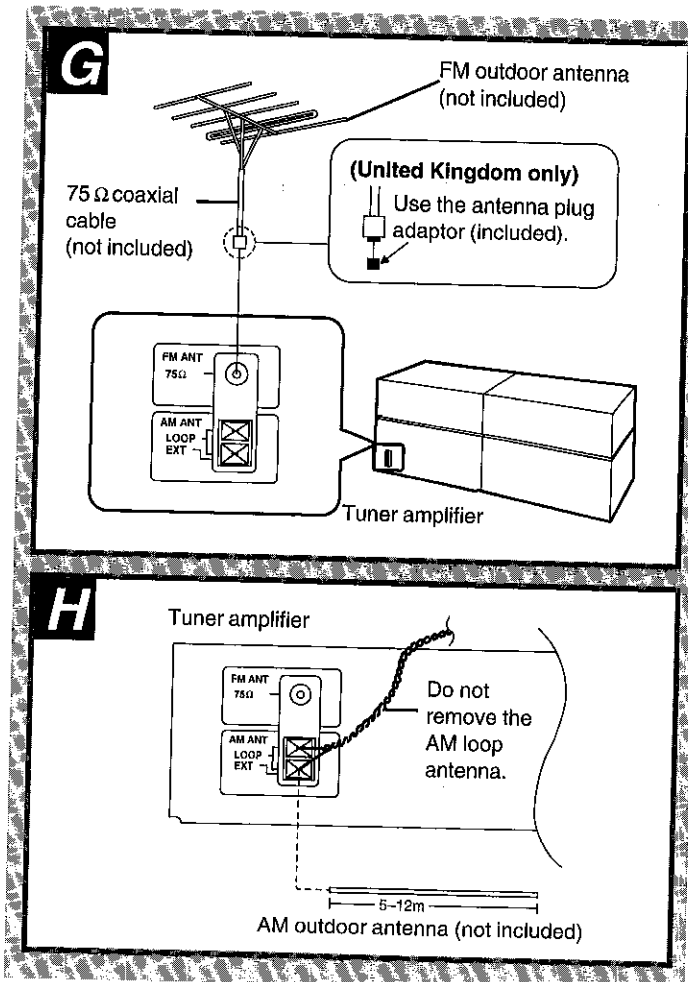 G
FM outdoor antenna
(not included)
(United Kingdom only)
Use the antenna plug
adaptor (included).
75 Ω coaxial
cable
(not included)
FM ANT
75Ω
AM ANT
LOOP
EXT
Tuner amplifier
H
Tuner amplifier
FM ANT
75Ω
AM ANT
LOOP
EXT
Do not
remove the
AM loop
antenna.
5–12m
AM outdoor antenna (not included)